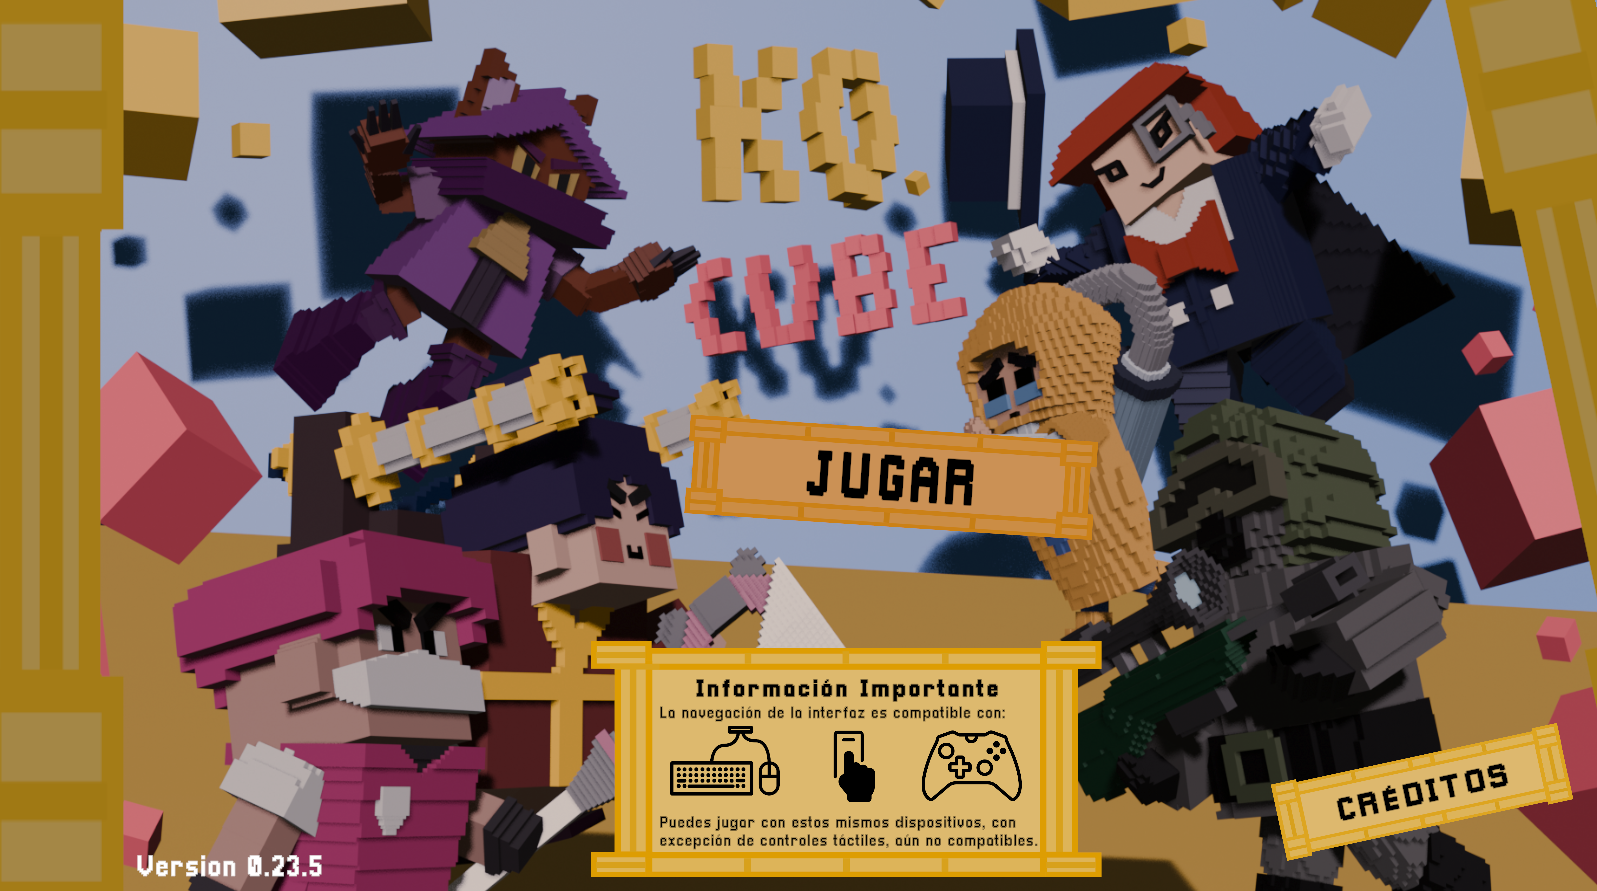 KO.
CUBE
JUGAR
Información Importante
La navegación de la interfaz es compatible con:
Puedes jugar con estos mismos dispositivos, con
excepción de controles táctiles, aún no compatibles.
CRÉDITOS
Version 0.23.5